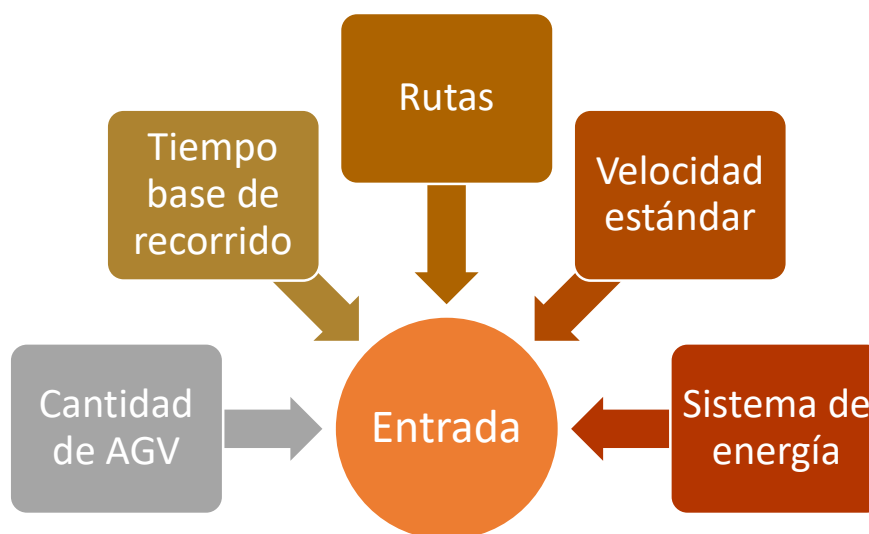 Rutas
Tiempo
base de
recorrido
Velocidad
estándar
Cantidad
de AGV
Entrada
Sistema de
energía